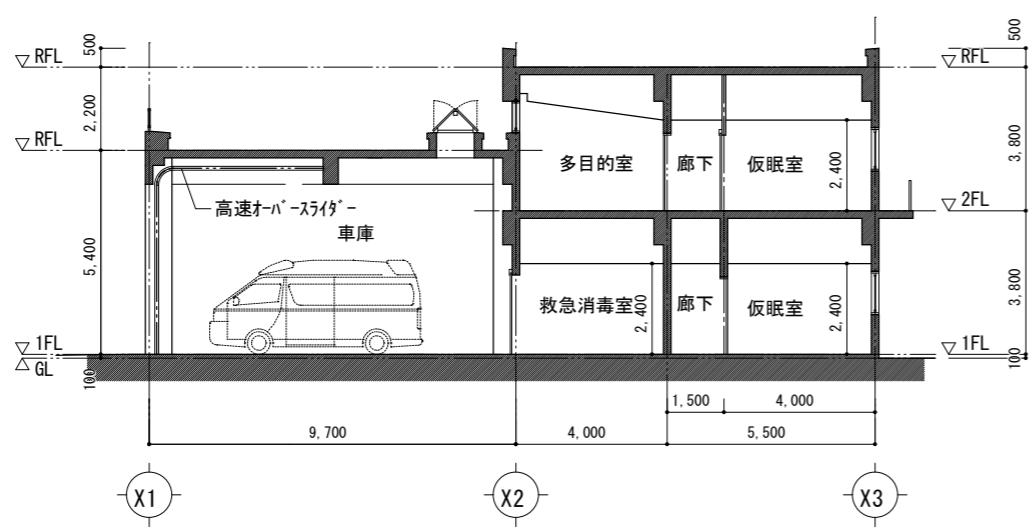 500
▽ RFL
2,200
▽ RFL
5,400
▽ 1FL
△ GL
100
高速オーバースライダー
車庫
多目的室
廊下
仮眠室
2,400
救急消毒室
2,400
廊下
仮眠室
2,400
500
▽ RFL
3,800
▽ 2FL
3,800
▽ 1FL
100
1,500
4,000
9,700
4,000
5,500
X1
X2
X3